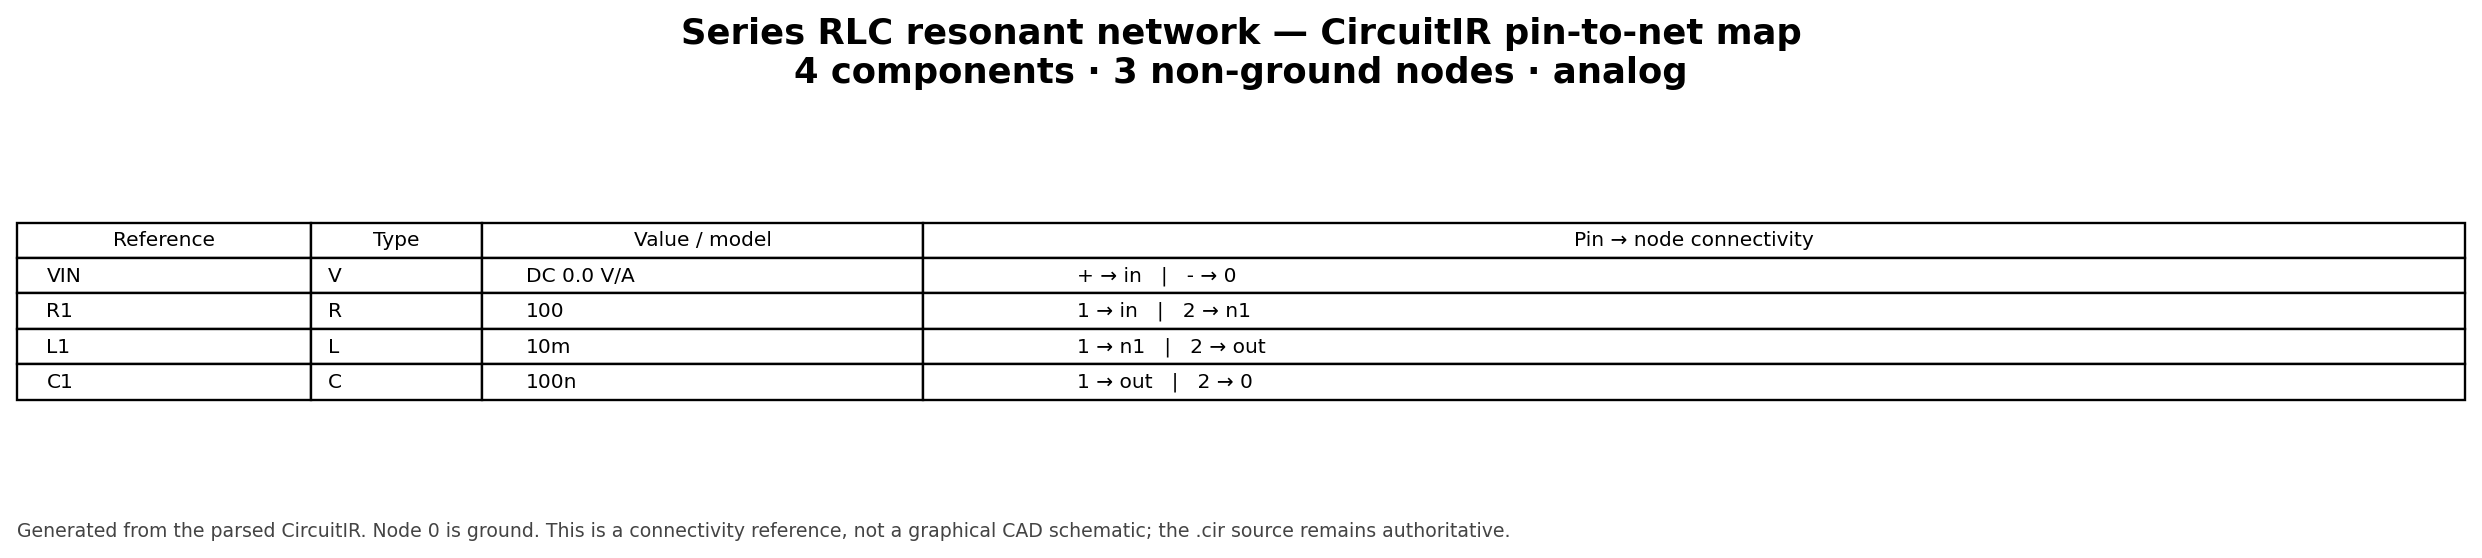 Series RLC resonant network — CircuitIR pin-to-net map
4 components · 3 non-ground nodes · analog
Reference Type Value / model Pin → node connectivity
VIN V DC 0.0 V/A + → in | - → 0
R1 R 100 1 → in | 2 → n1
L1 L 10m 1 → n1 | 2 → out
C1 C 100n 1 → out | 2 → 0
Generated from the parsed CircuitIR. Node 0 is ground. This is a connectivity reference, not a graphical CAD schematic; the .cir source remains authoritative.